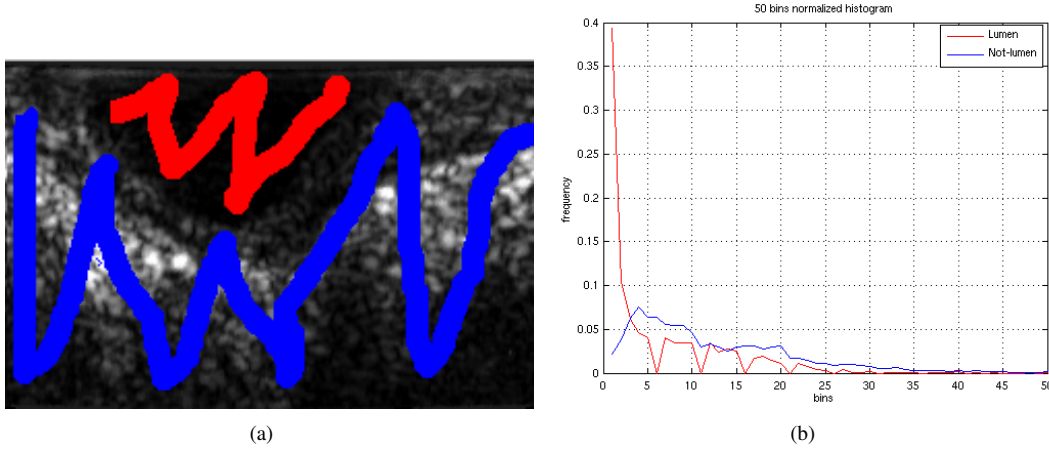 50 bins normalized histogram
0.4
Lumen
Not-lumen
0.35
0.3
0.25
0.2
0.15
0.1
0.05
0
frequency
0 5 10 15 20 25 30 35 40 45 50
bins
(a) (b)